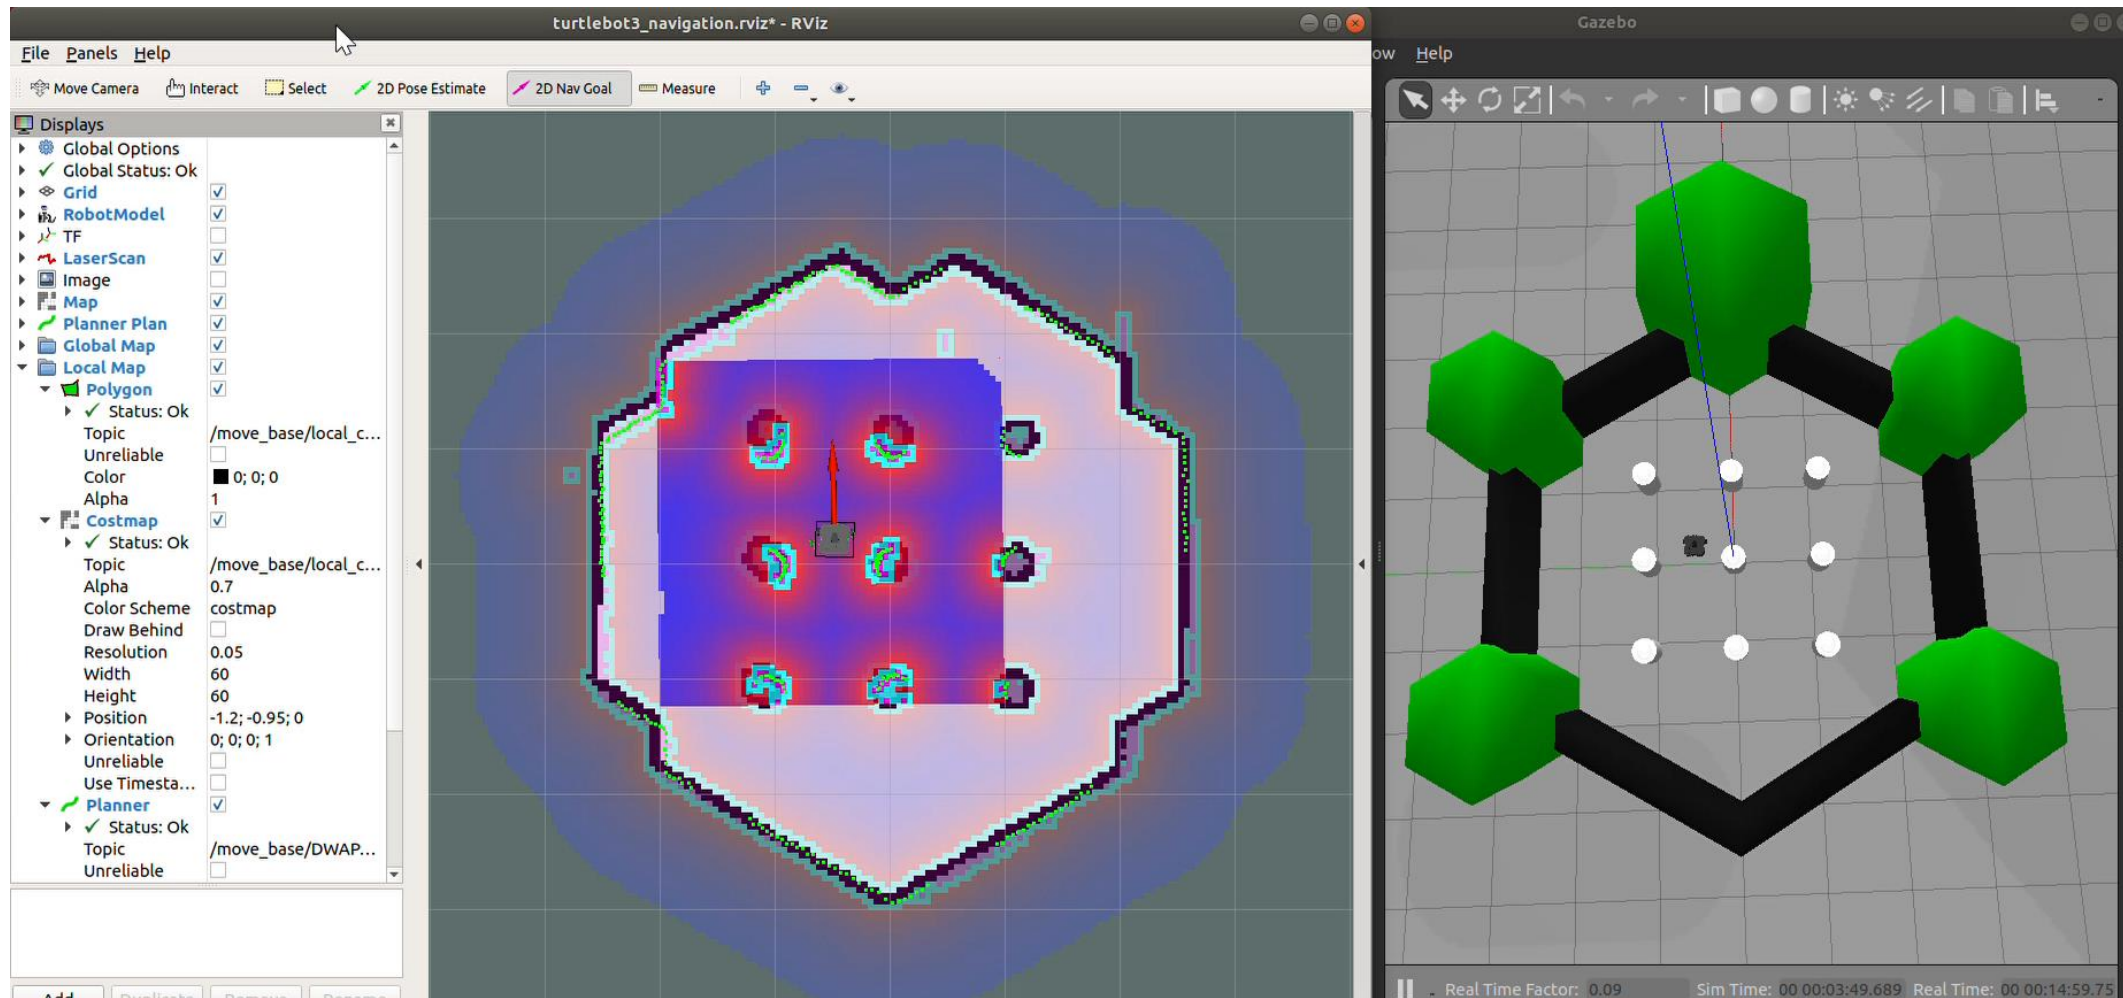 turtlebot3_navigation.rviz* - RViz
Gazebo
File Panels Help
ow Help
Move Camera Interact Select 2D Pose Estimate 2D Nav Goal Measure
Displays
Global Options
Global Status: Ok
Grid
RobotModel
TF
LaserScan
Image
Map
Planner Plan
Global Map
Local Map
Polygon
Status: Ok
Topic /move_base/local_c...
Unreliable
Color 0; 0; 0
Alpha 1
Costmap
Status: Ok
Topic /move_base/local_c...
Alpha 0.7
Color Scheme costmap
Draw Behind
Resolution 0.05
Width 60
Height 60
Position -1.2; -0.95; 0
Orientation 0; 0; 0; 1
Unreliable
Use Timesta...
Planner
Status: Ok
Topic /move_base/DWAP...
Unreliable
Add Duplicate Remove Rename
Real Time Factor: 0.09 Sim Time: 00 00:03:49.689 Real Time: 00 00:14:59.75